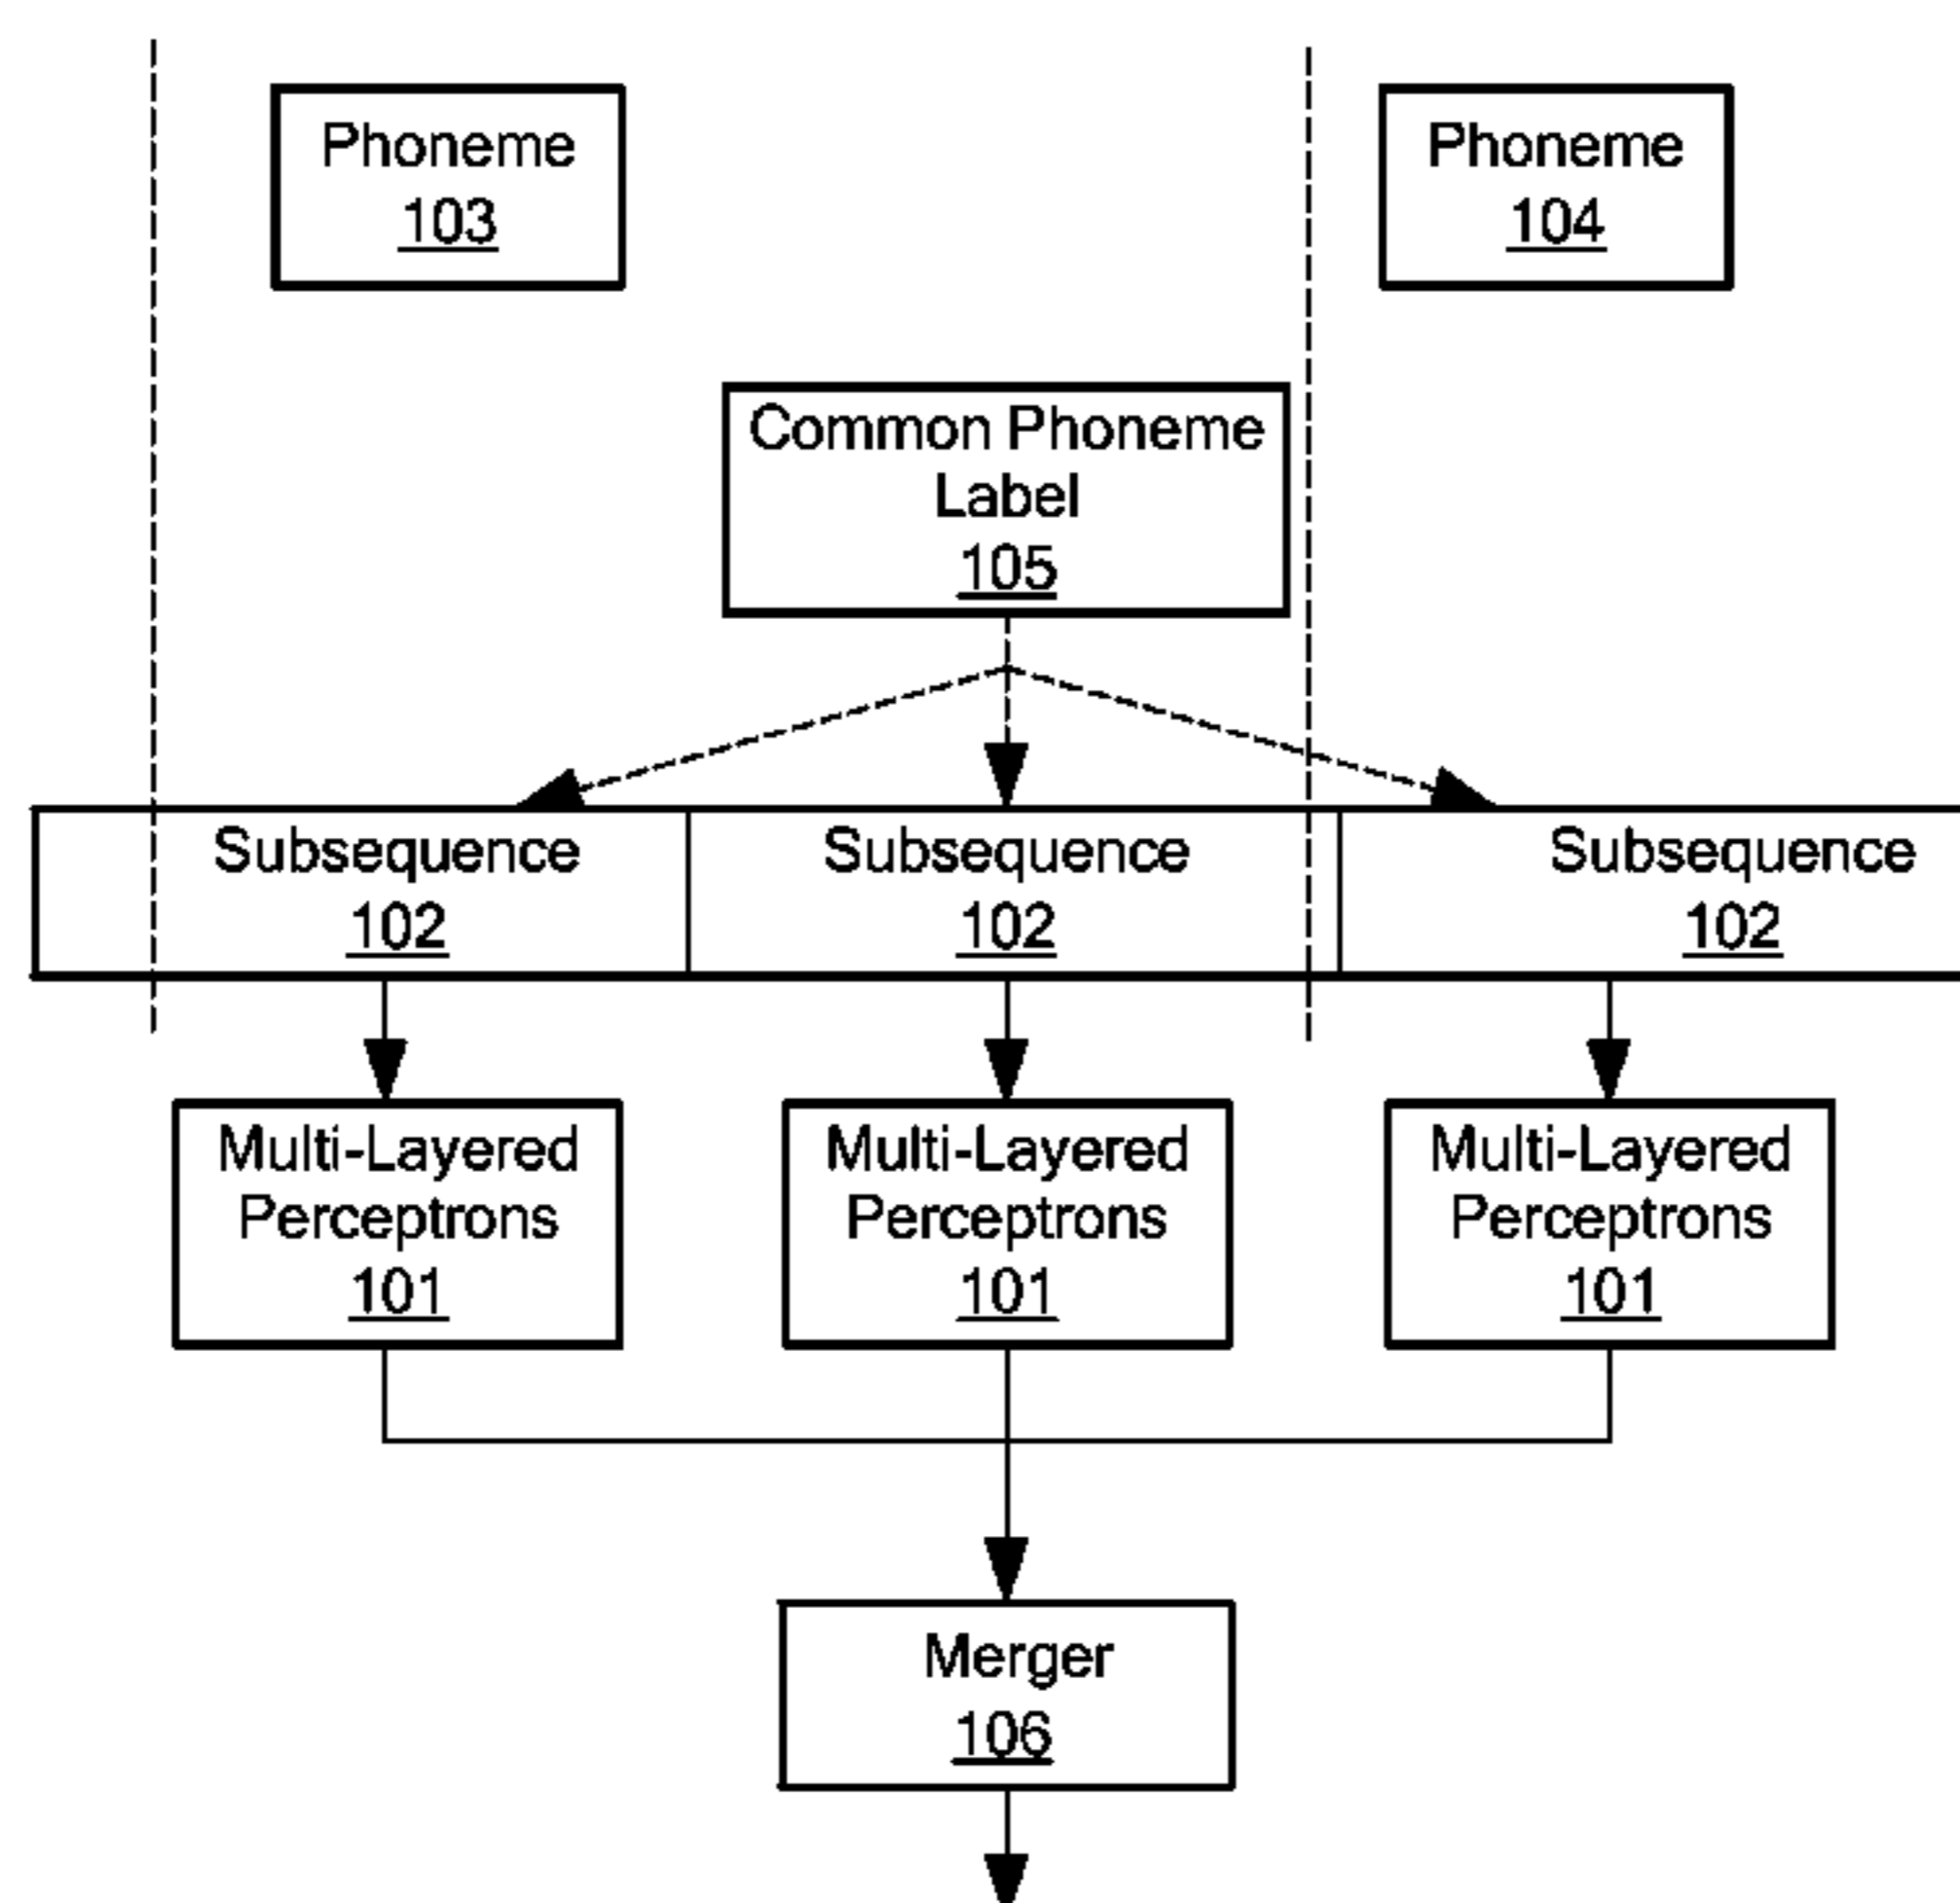 Phoneme
103
Phoneme
104
Common Phoneme
Label
105
Subsequence
102
Subsequence
102
Subsequence
102
Multi-Layered
Perceptrons
101
Multi-Layered
Perceptrons
101
Multi-Layered
Perceptrons
101
Merger
106